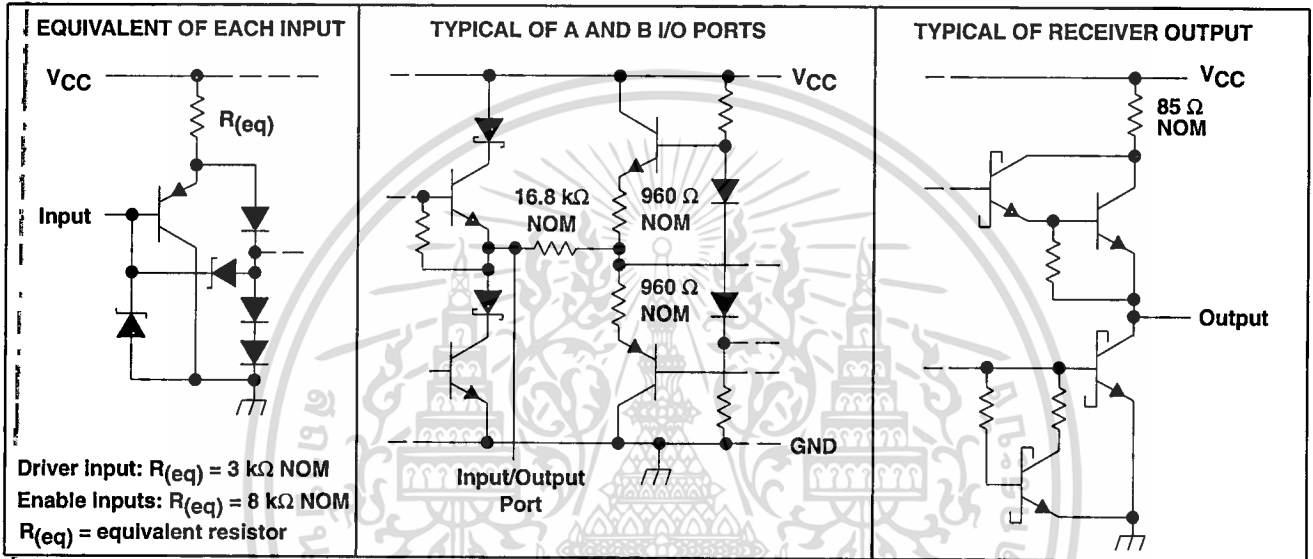 EQUIVALENT OF EACH INPUT
VCC
R(eq)
Input
Driver input: R(eq) = 3 kΩ NOM
Enable inputs: R(eq) = 8 kΩ NOM
R(eq) = equivalent resistor
TYPICAL OF A AND B I/O PORTS
VCC
16.8 kΩ
NOM
960 Ω
NOM
960 Ω
NOM
GND
Input/Output
Port
TYPICAL OF RECEIVER OUTPUT
VCC
85 Ω
NOM
Output